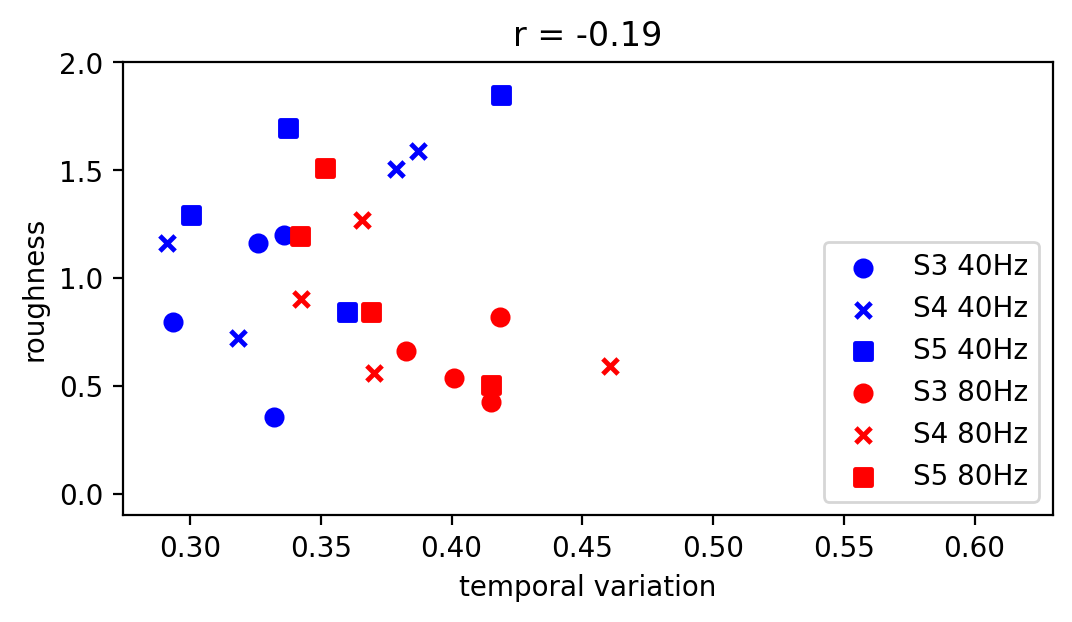 r = -0.19
roughness
2.0
1.5
1.0
0.5
0.0
0.30 0.35 0.40 0.45 0.50 0.55 0.60
temporal variation
S3 40Hz
S4 40Hz
S5 40Hz
S3 80Hz
S4 80Hz
S5 80Hz